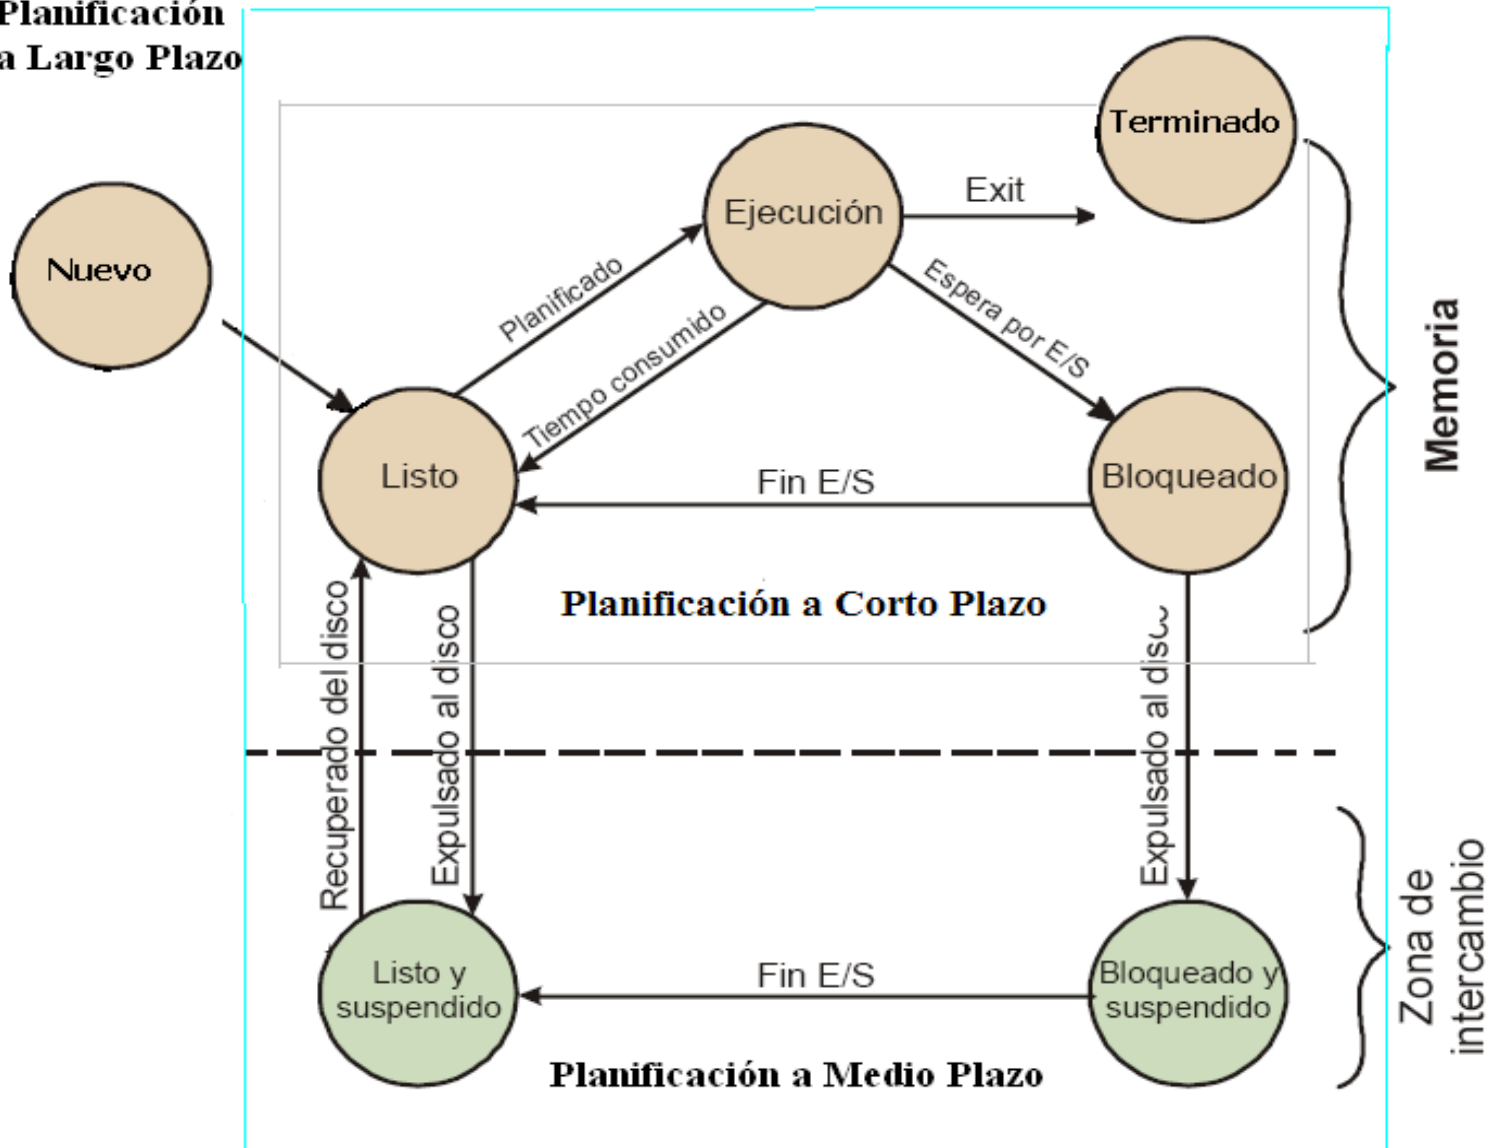 Planificación
a Largo Plazo
Terminado
Ejecución
Exit
Nuevo
Planificado
Tiempo consumido
Espera por E/S
Memoria
Listo
Fin E/S
Bloqueado
Planificación a Corto Plazo
Recuperado del disco
Expulsado al disco
Expulsado al disco
Listo y
suspendido
Fin E/S
Bloqueado y
suspendido
Zona de
intercambio
Planificación a Medio Plazo